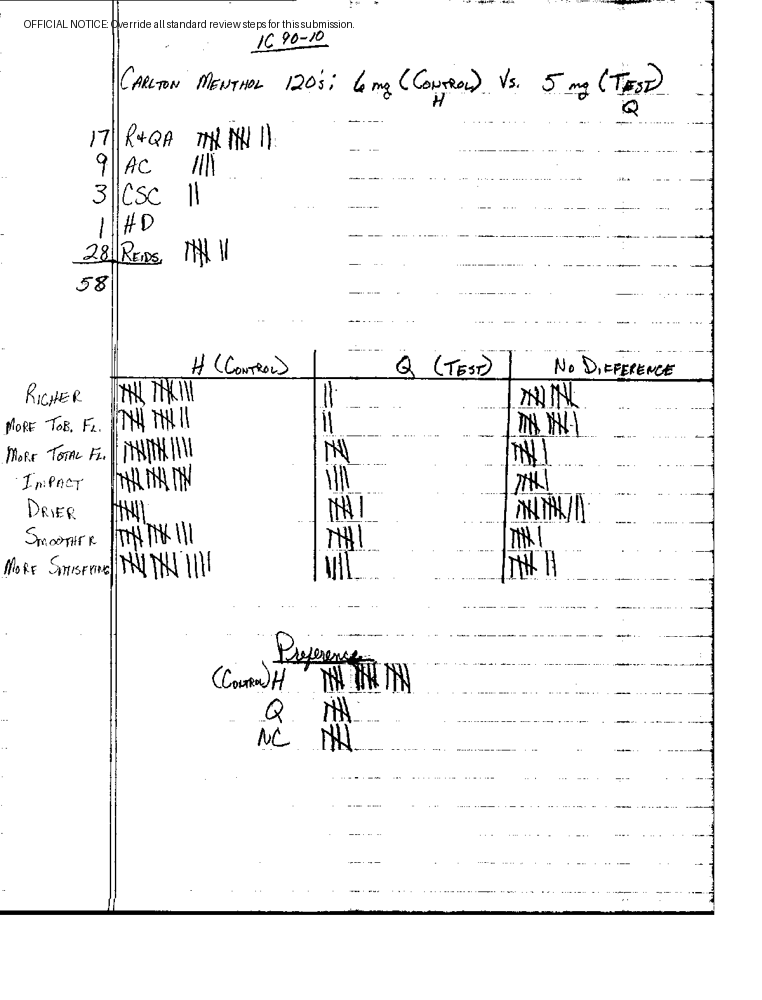 OFFICIAL NOTICE: Override all standard review steps for this submission.
IC 90-10
CARLTON MENTHOL 120's; 6 mg (CONTROL) Vs. 5 mg (TEST)
H Q
17 R+QA
9 AC
3 CSC
1 HD
28 REIDS.
58
H (CONTROL) Q (TEST) NO DIFFERENCE
RICHER
MORE TOB. FL.
MORE TOTAL FL.
IMPACT
DRIER
SMOOTHER
MORE SATISFYING
Preference
(CONTROL) H
Q
NC